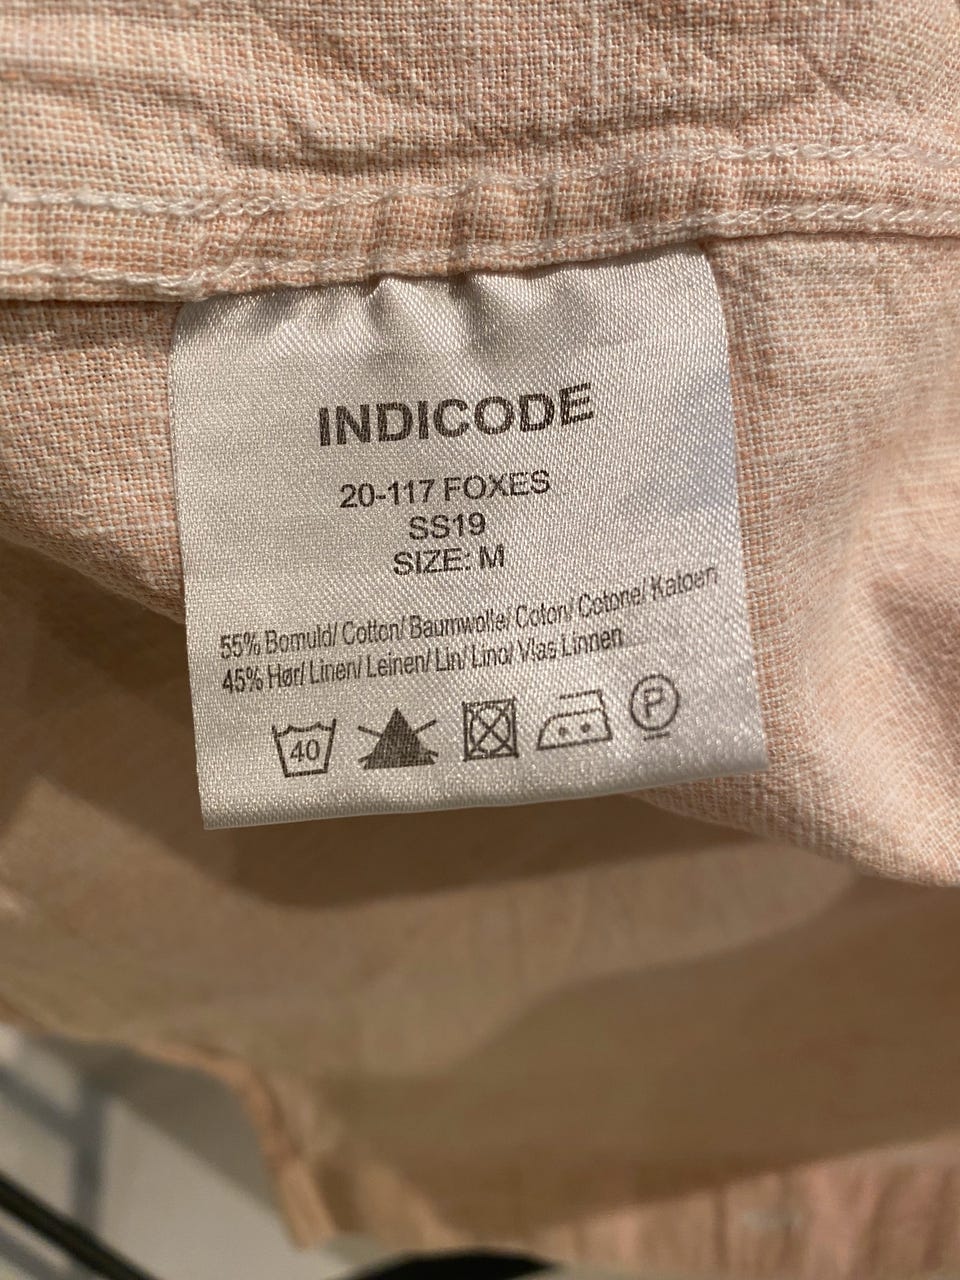 INDICODE
20-117 FOXES
SS19
SIZE: M
55% Bomuld/ Cotton/ Baumwolle/ Coton/ Cotone/ Katoen
45% Hør/ Linen/ Leinen/ Lin/ Lino/ Vlas Linnen
40 P